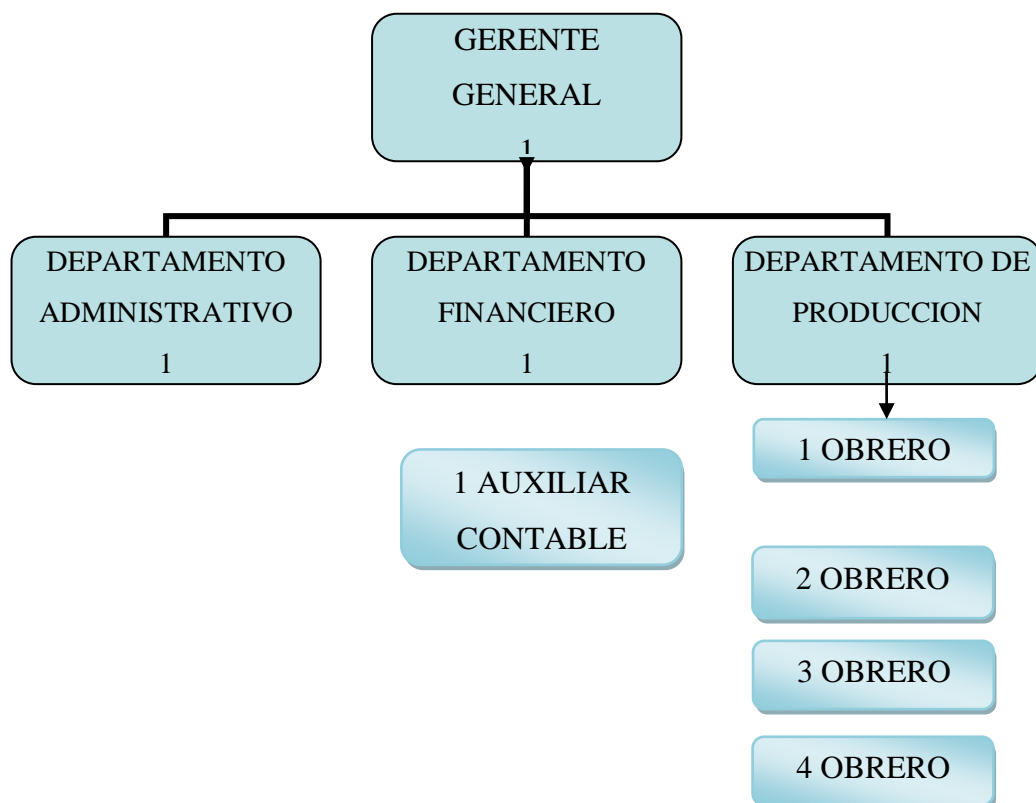 GERENTE
GENERAL
1
DEPARTAMENTO
ADMINISTRATIVO
1
DEPARTAMENTO
FINANCIERO
1
DEPARTAMENTO DE
PRODUCCION
1
1 AUXILIAR
CONTABLE
1 OBRERO
2 OBRERO
3 OBRERO
4 OBRERO